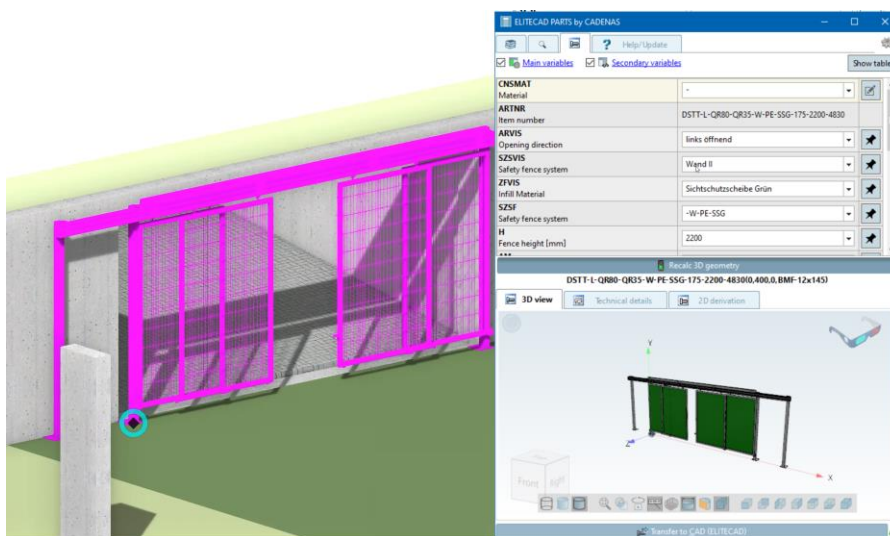 ELITECAD PARTS by CADENAS
Help/Update
Main variables Secondary variables Show table
CNSMAT
Material
-
ARTNR
Item number
DSTT-L-QR80-QR35-W-PE-SSG-175-2200-4830
ARVIS
Opening direction
links öffnend
SZSVIS
Safety fence system
Wand II
ZFVIS
Infill Material
Sichtschutzscheibe Grün
SZSF
Safety fence system
-W-PE-SSG
H
Fence height [mm]
2200
Recalc 3D geometry
DSTT-L-QR80-QR35-W-PE-SSG-175-2200-4830(0,400,0,BMF-12x145)
3D view Technical details 2D derivation
Y
Z
X
Front Right
Transfer to CAD (ELITECAD)